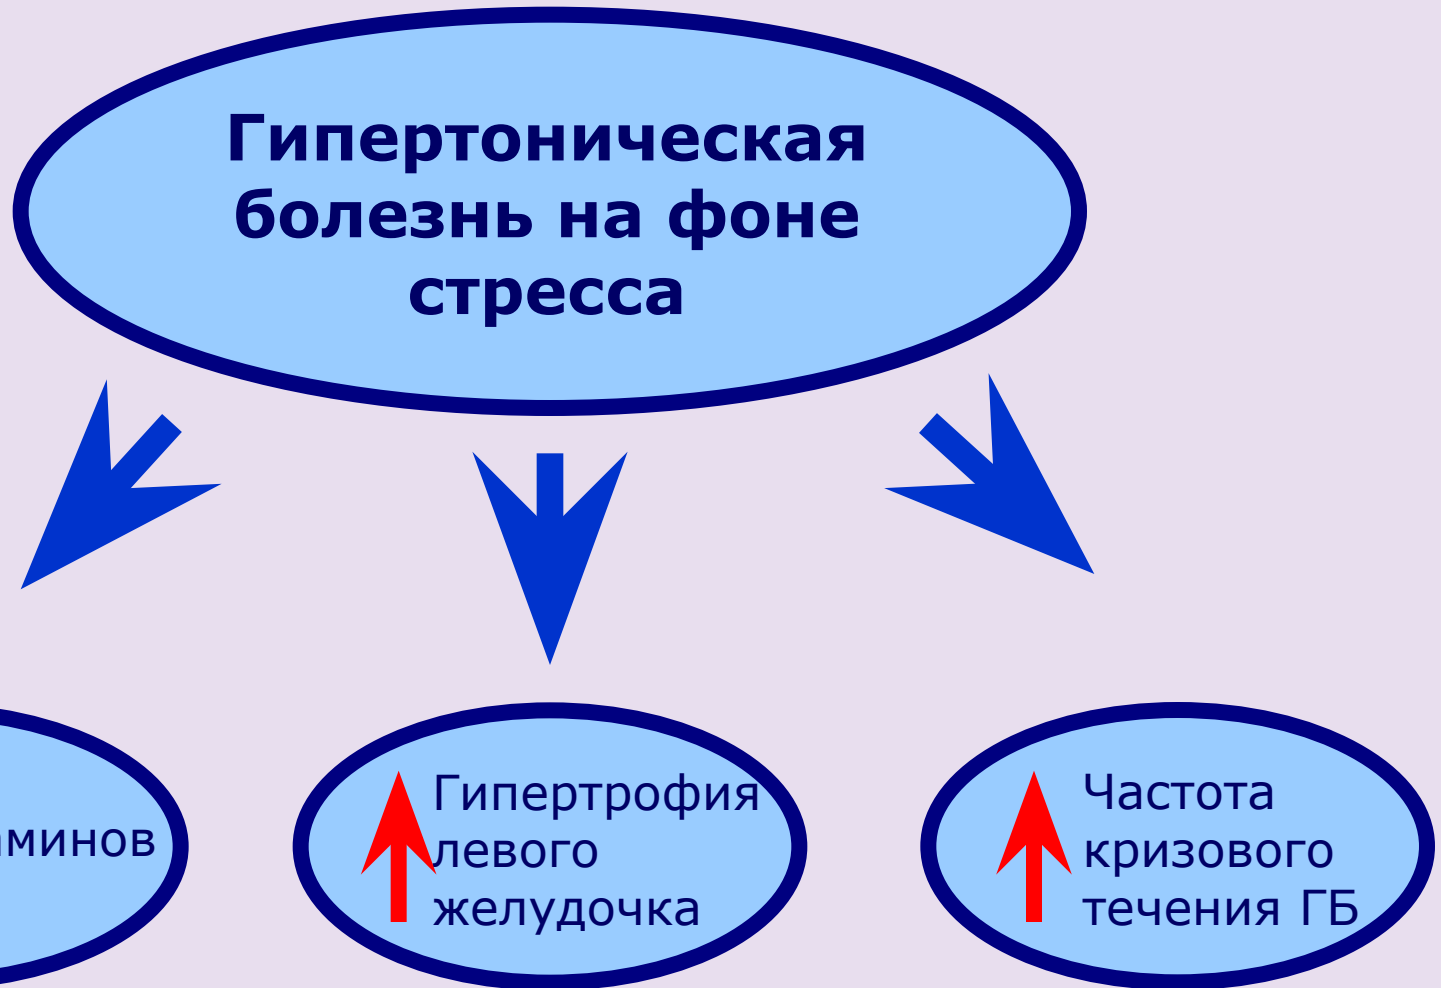 Гипертоническая
болезнь на фоне
стресса
Гипертрофия
левого
желудочка
Частота
кризового
течения ГБ